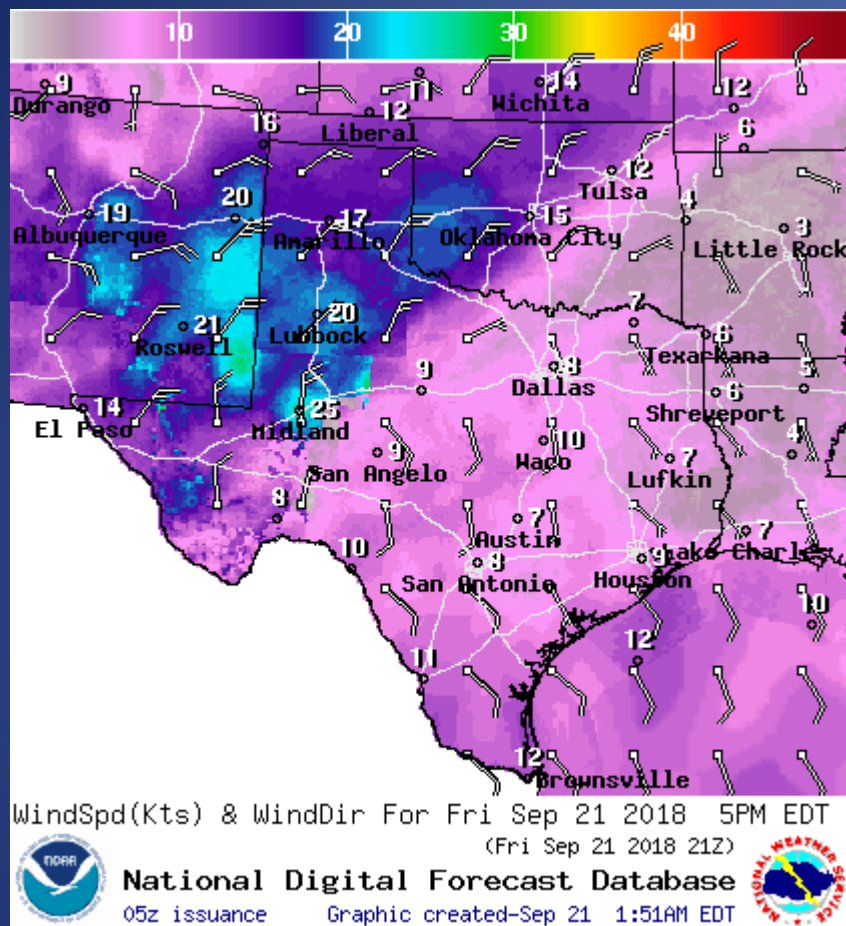 10 20 30 40
9 11 14 12
Durango Wichita
12
Liberal
16 6
12
Tulsa
19 20 17 15 4 3
Albuquerque Amarillo Oklahoma City Little Rock
21 20 7 6
Roswell Lubbock Texarkana
8 5
9 Dallas 6
14 25 Shreveport
El Paso Midland
9 10 7 4
San Angelo Waco Lufkin
8 7 7
Austin
10 8 9 Lake Charles
San Antonio Houston
10
11 12
12
Brownsville
WindSpd(Kts) & WindDir For Fri Sep 21 2018 5PM EDT
(Fri Sep 21 2018 21Z)
NOAA
National Digital Forecast Database
05z issuance Graphic created-Sep 21 1:51AM EDT
NATIONAL WEATHER SERVICE